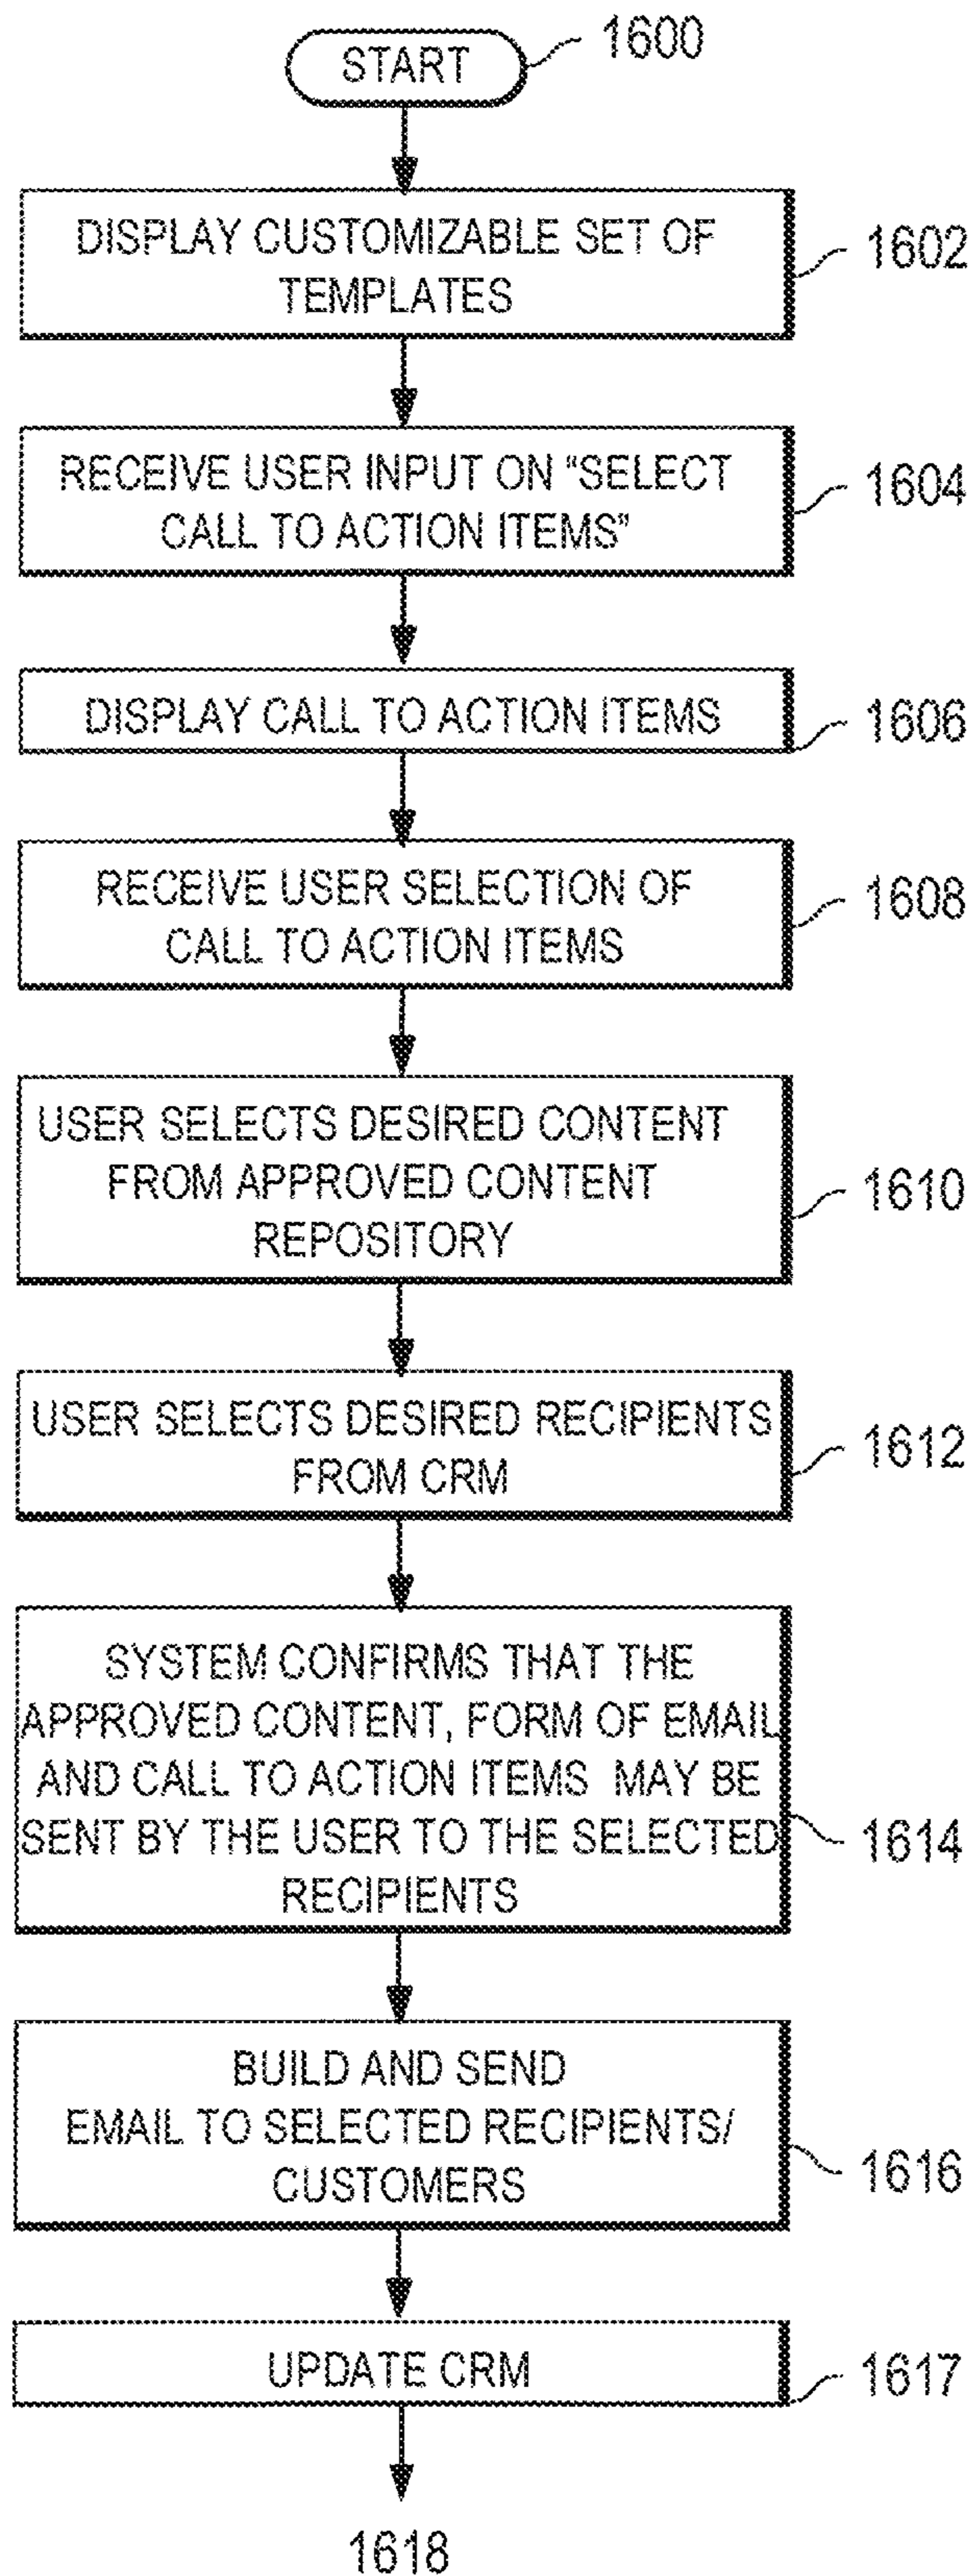 START
1600
DISPLAY CUSTOMIZABLE SET OF
TEMPLATES
1602
RECEIVE USER INPUT ON “SELECT
CALL TO ACTION ITEMS”
1604
DISPLAY CALL TO ACTION ITEMS
1606
RECEIVE USER SELECTION OF
CALL TO ACTION ITEMS
1608
USER SELECTS DESIRED CONTENT
FROM APPROVED CONTENT
REPOSITORY
1610
USER SELECTS DESIRED RECIPIENTS
FROM CRM
1612
SYSTEM CONFIRMS THAT THE
APPROVED CONTENT, FORM OF EMAIL
AND CALL TO ACTION ITEMS MAY BE
SENT BY THE USER TO THE SELECTED
RECIPIENTS
1614
BUILD AND SEND
EMAIL TO SELECTED RECIPIENTS/
CUSTOMERS
1616
UPDATE CRM
1617
1618